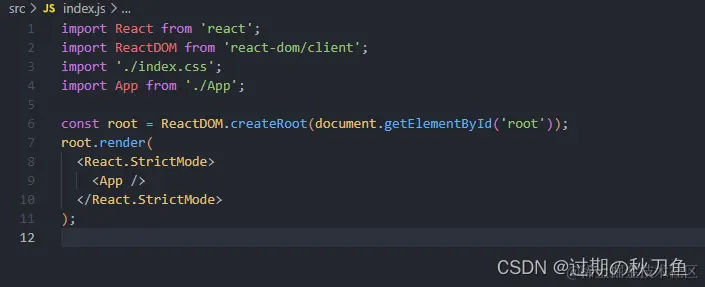 src > JS index.js > ...
1 import React from 'react';
2 import ReactDOM from 'react-dom/client';
3 import './index.css';
4 import App from './App';
5
6 const root = ReactDOM.createRoot(document.getElementById('root'));
7 root.render(
8 <React.StrictMode>
9 <App />
10 </React.StrictMode>
11 );
12
CSDN @过期の秋刀鱼